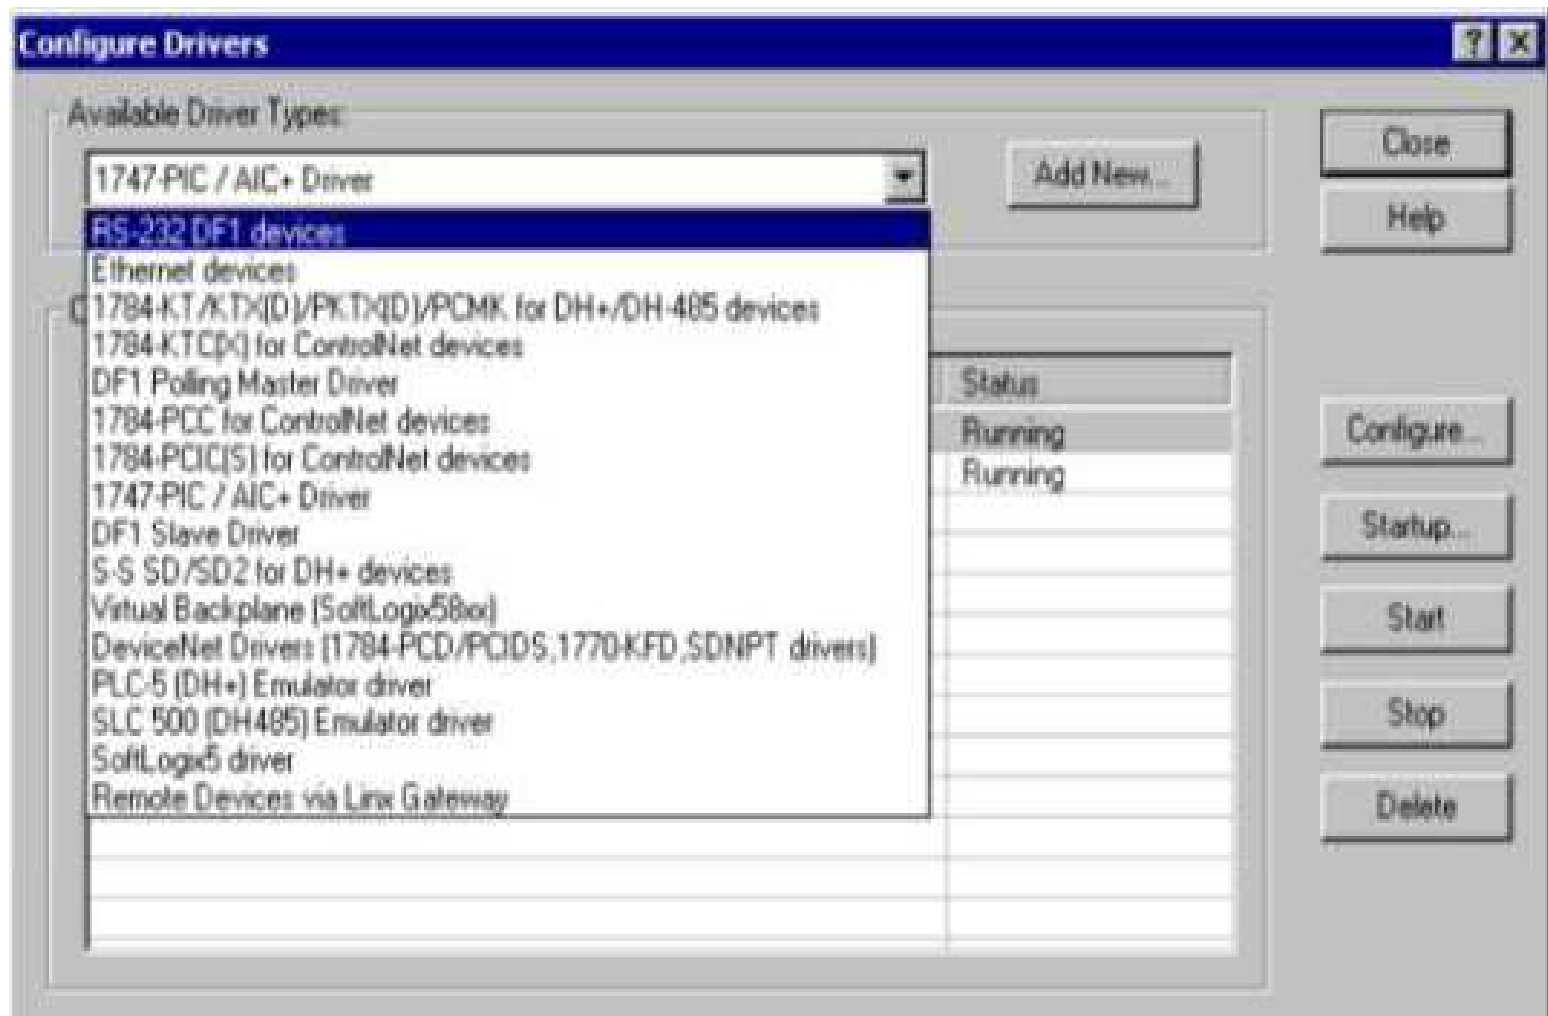 Configure Drivers
Available Driver Types:
1747-PIC / AIC+ Driver
Add New...
Close
Help
RS-232 DF1 devices
Ethernet devices
1784-KT/KTX(D)/PKTX(D)/PCMK for DH+/DH-485 devices
1784-KTC(X) for ControlNet devices
DF1 Polling Master Driver
1784-PCC for ControlNet devices
1784-PCIC(S) for ControlNet devices
1747-PIC / AIC+ Driver
DF1 Slave Driver
S-S SD/SD2 for DH+ devices
Virtual Backplane (SoftLogix58xx)
DeviceNet Drivers (1784-PCD/PCIDS,1770-KFD,SDNPT drivers)
PLC-5 (DH+) Emulator driver
SLC 500 (DH485) Emulator driver
SoftLogix5 driver
Remote Devices via Linx Gateway
Status
Running
Running
Configure...
Startup...
Start
Stop
Delete